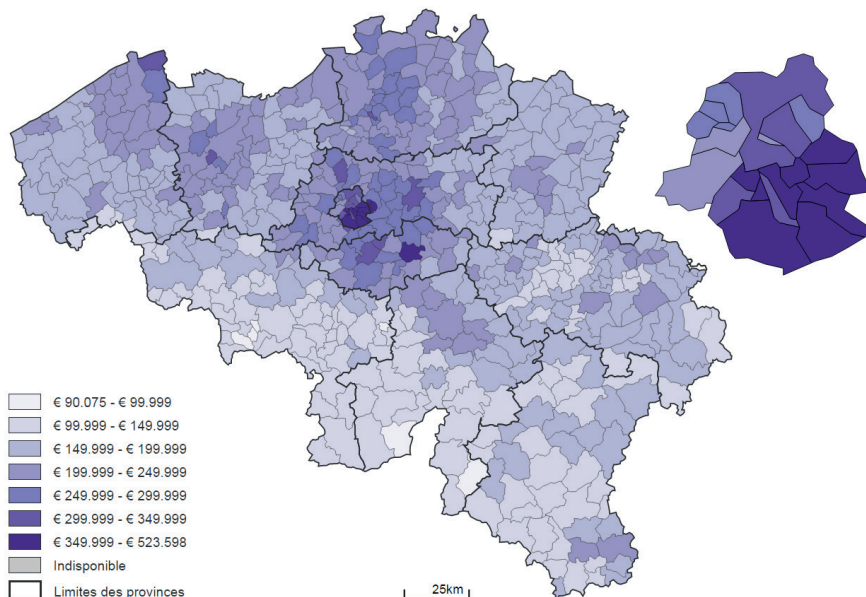 € 90.075 - € 99.999
€ 99.999 - € 149.999
€ 149.999 - € 199.999
€ 199.999 - € 249.999
€ 249.999 - € 299.999
€ 299.999 - € 349.999
€ 349.999 - € 523.598
Indisponible
Limites des provinces
25km